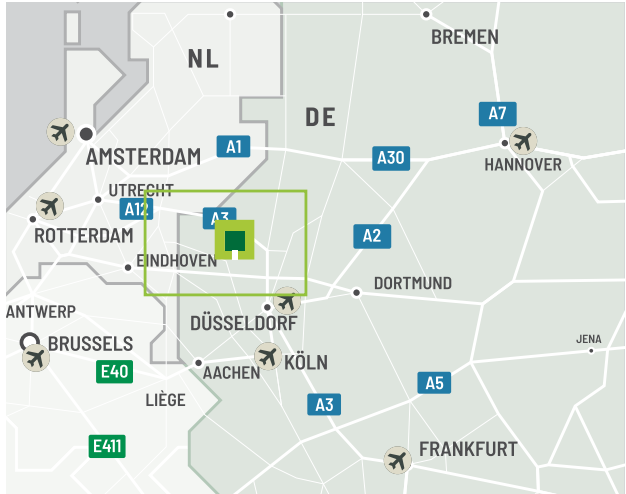 BREMEN
NL
DE
A7
AMSTERDAM
A1
A30
HANNOVER
UTRECHT
A12
A3
ROTTERDAM
A2
EINDHOVEN
DORTMUND
ANTWERP
DÜSSELDORF
BRUSSELS
JENA
KÖLN
AACHEN
E40
A5
LIÈGE
A3
E411
FRANKFURT